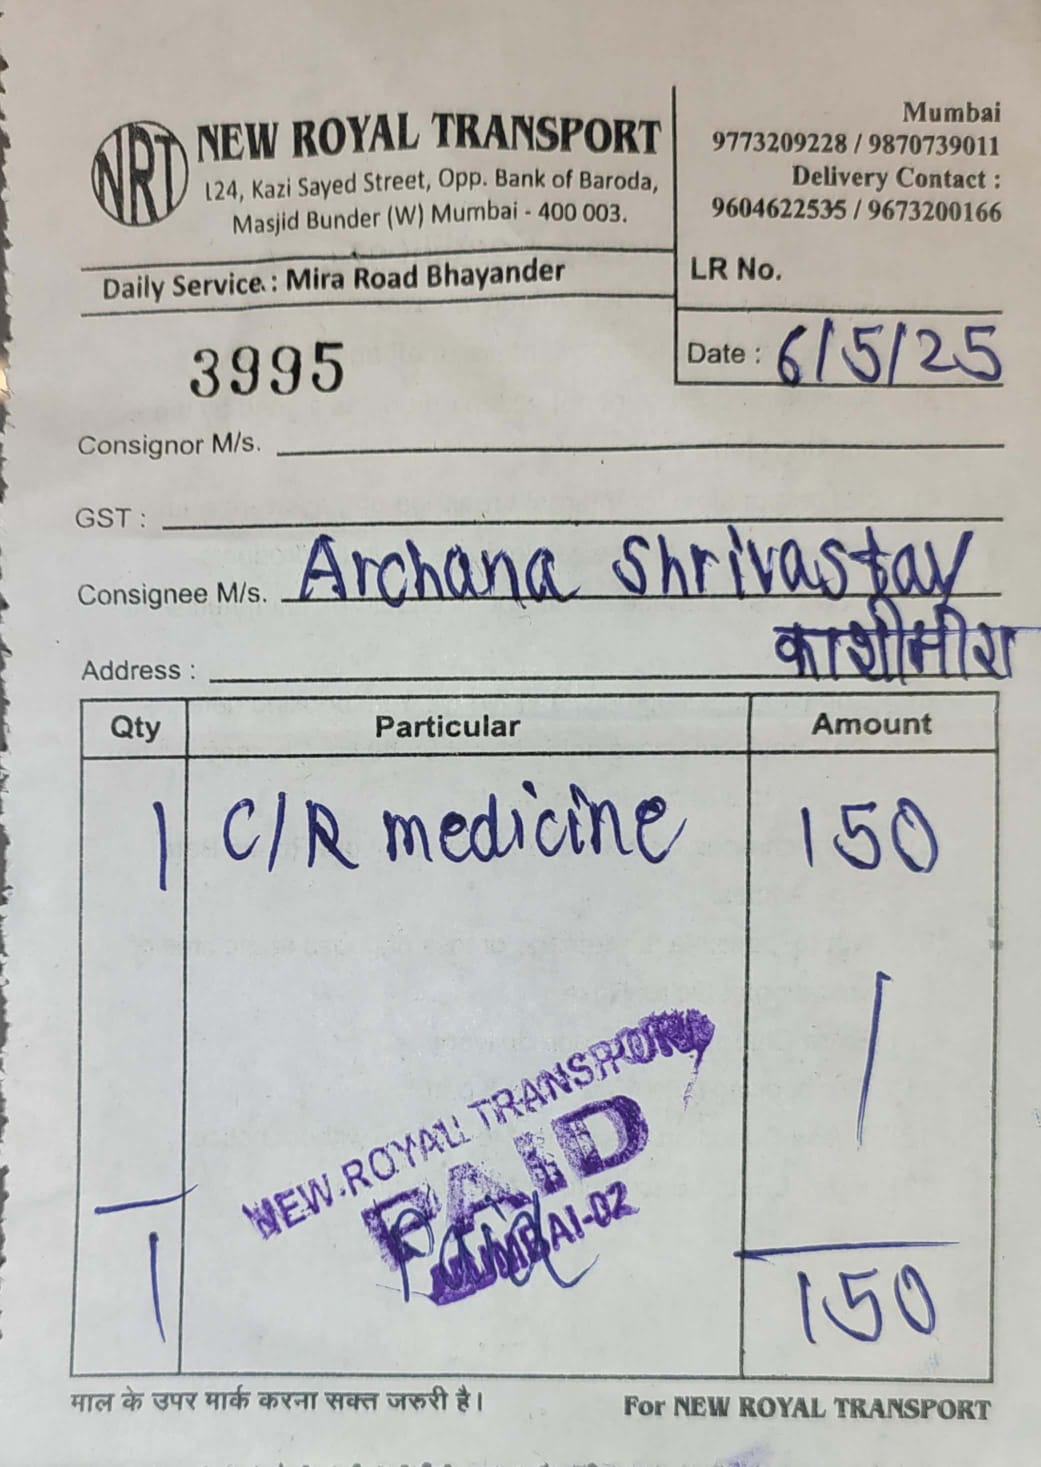 NRT NEW ROYAL TRANSPORT
124, Kazi Sayed Street, Opp. Bank of Baroda,
Masjid Bunder (W) Mumbai - 400 003.
Mumbai
9773209228 / 9870739011
Delivery Contact :
9604622535 / 9673200166
Daily Service : Mira Road Bhayander
LR No.
3995
Date : 6/5/25
Consignor M/s.
GST :
Consignee M/s. Archana Shrivastav
काशीमीरा
Address :
Qty Particular Amount
1 C/R medicine 150
NEW ROYAL TRANSPORT
PAID
MUMBAI-02
Paid
1 150
माल के उपर मार्क करना सक्त जरुरी है।
For NEW ROYAL TRANSPORT